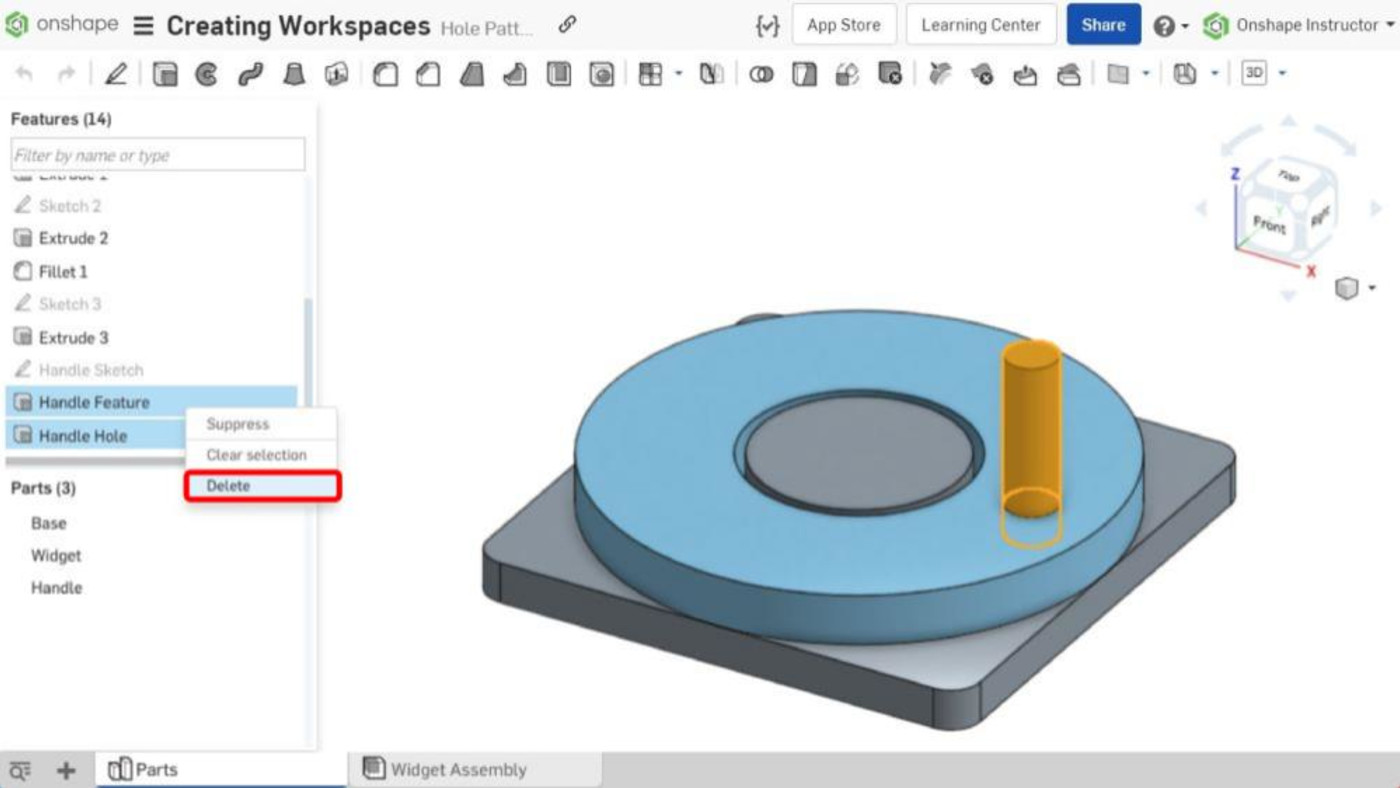 onshape Creating Workspaces Hole Patt... App Store Learning Center Share Onshape Instructor
3D
Features (14)
Filter by name or type
Extrude 1
Sketch 2
Extrude 2
Fillet 1
Sketch 3
Extrude 3
Handle Sketch
Handle Feature
Handle Hole
Suppress
Clear selection
Delete
Parts (3)
Base
Widget
Handle
Z
Top
Y
Front
Right
X
Parts
Widget Assembly